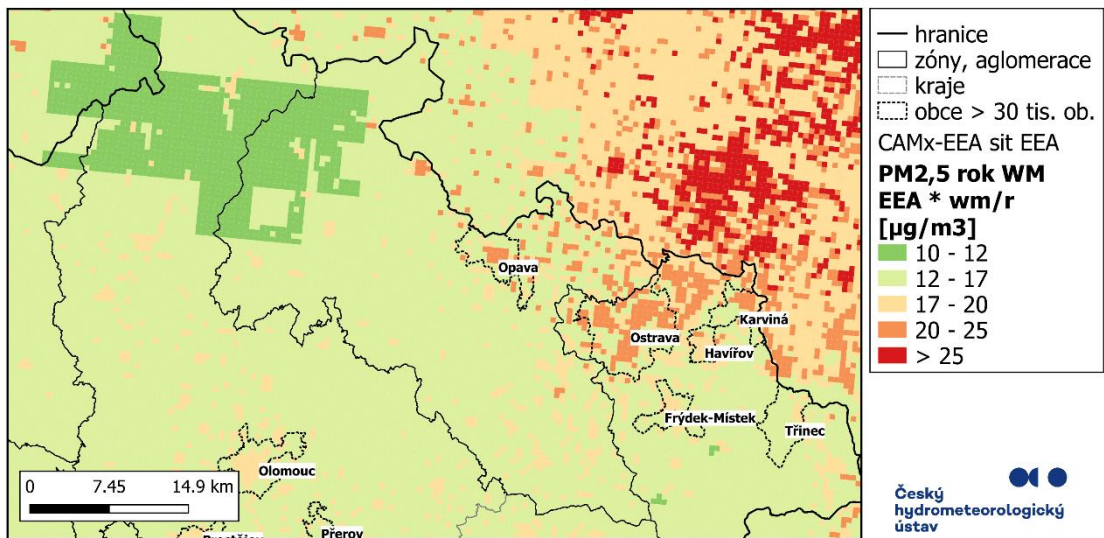 Opava
Karviná
Ostrava
Havířov
Frýdek-Místek
Třinec
Olomouc
Přerov
Prostějov
0 7.45 14.9 km
hranice
zóny, aglomerace
kraje
obce > 30 tis. ob.
CAMx-EEA sit EEA
PM2,5 rok WM
EEA * wm/r
[µg/m3]
10 - 12
12 - 17
17 - 20
20 - 25
> 25
Český
hydrometeorologický
ústav